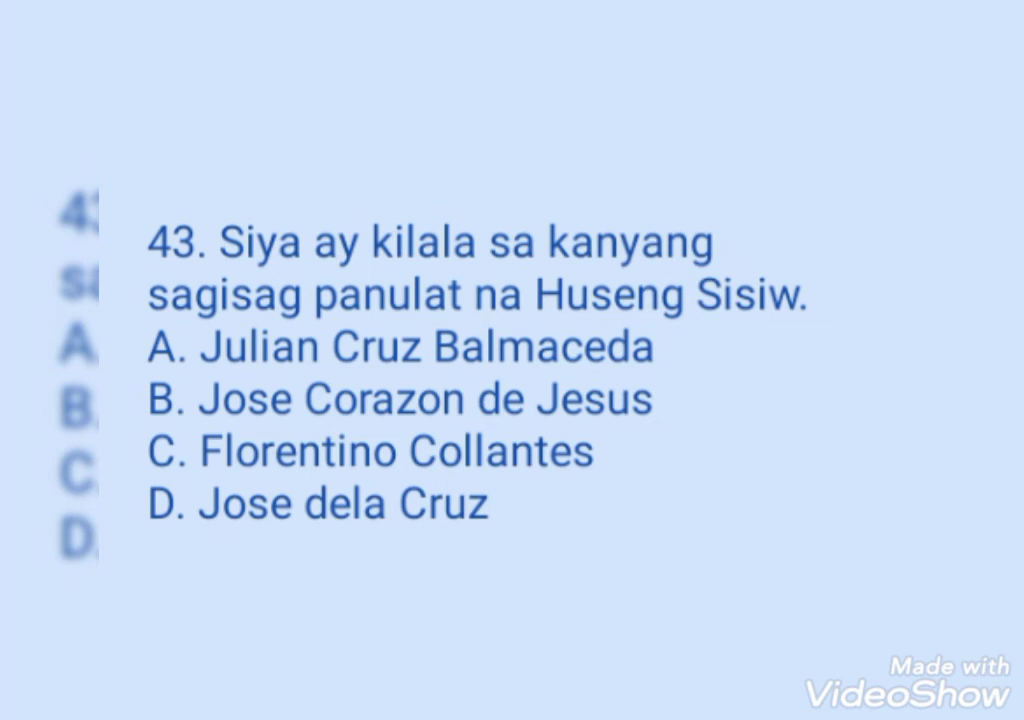 43. Siya ay kilala sa kanyang
sagisag panulat na Huseng Sisiw.
A. Julian Cruz Balmaceda
B. Jose Corazon de Jesus
C. Florentino Collantes
D. Jose dela Cruz
Made with
VideoShow